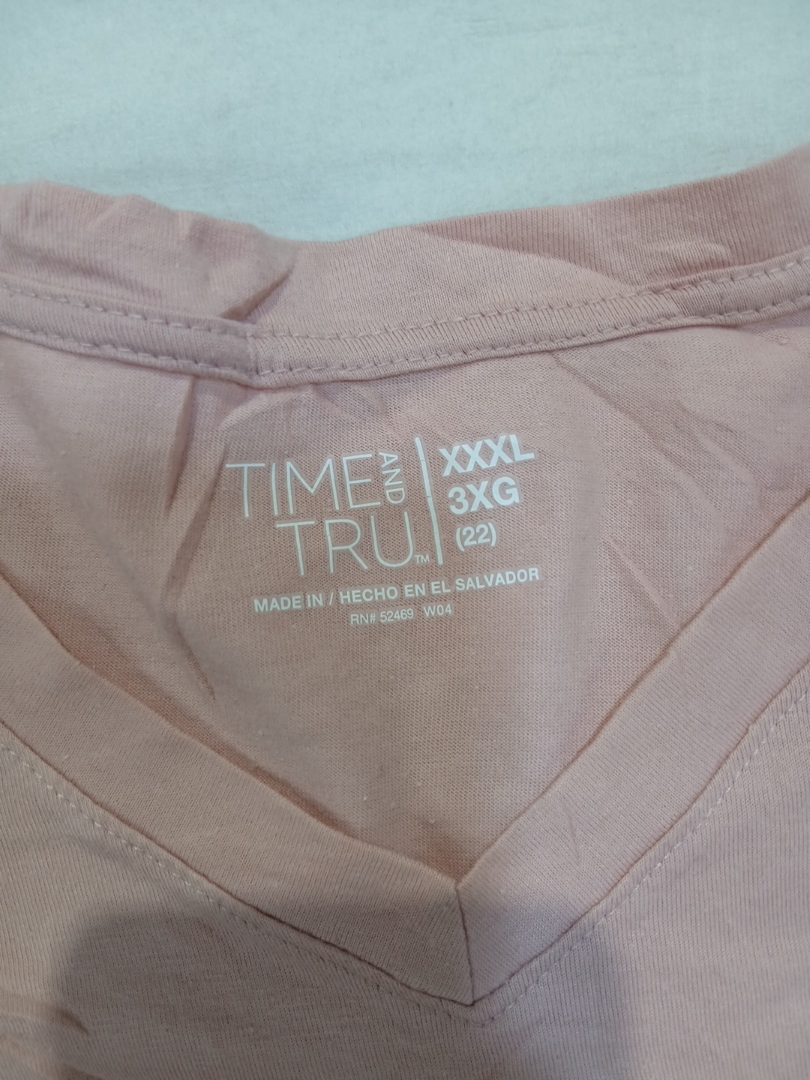 TIME AND
TRU™
XXXL
3XG
(22)
MADE IN / HECHO EN EL SALVADOR
RN# 52469 W04